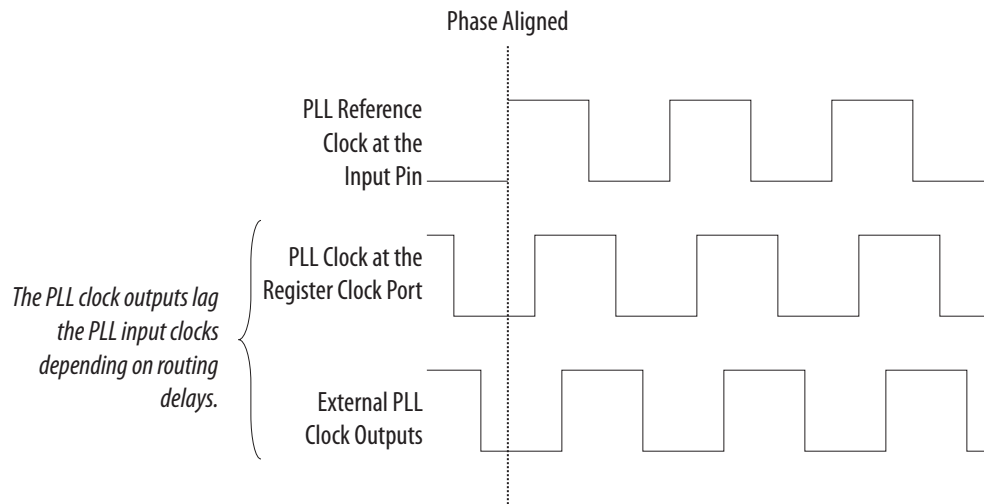 Phase Aligned
PLL Reference
Clock at the
Input Pin
PLL Clock at the
Register Clock Port
The PLL clock outputs lag
the PLL input clocks
depending on routing
delays.
External PLL
Clock Outputs